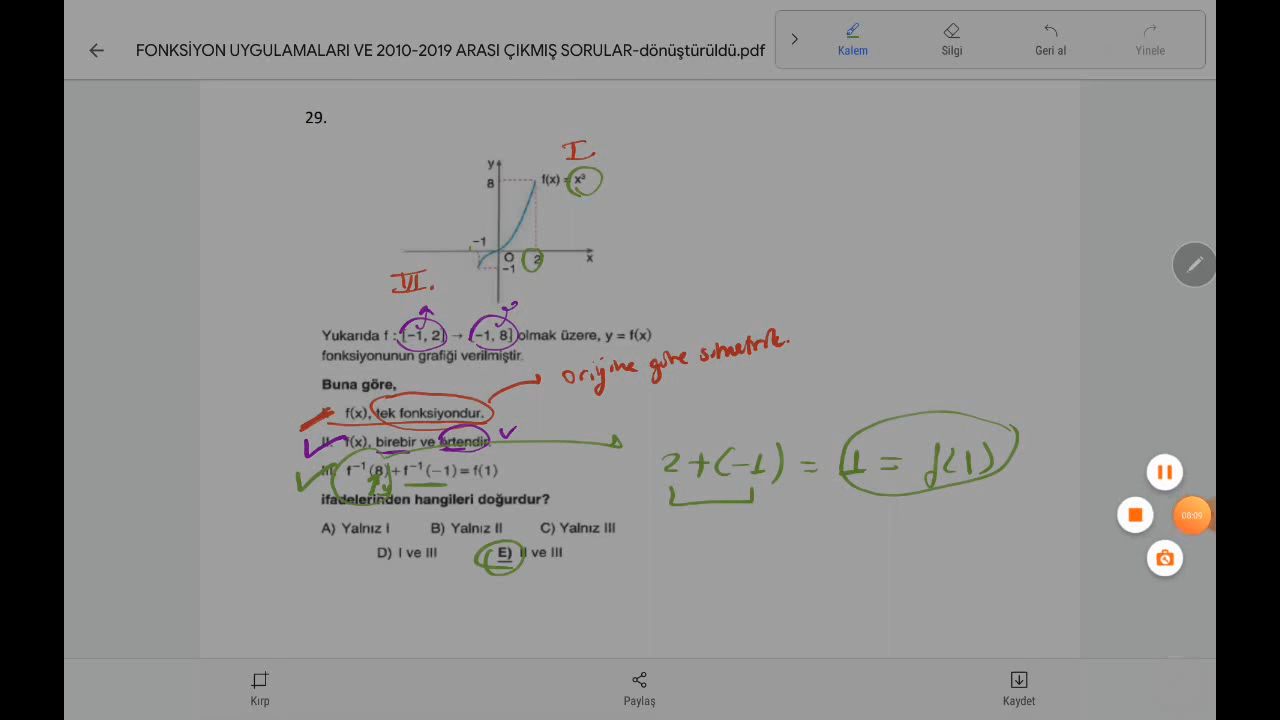 FONKSİYON UYGULAMALARI VE 2010-2019 ARASI ÇIKMIŞ SORULAR-dönüştürüldü.pdf
Kalem
Silgi
Geri al
Yinele
29.
I
y
8
f(x) = x³
-1
O
2
x
-1
VI.
Yukarıda f : [-1, 2] → [-1, 8] olmak üzere, y = f(x)
fonksiyonunun grafiği verilmiştir.
orijine göre simetrik.
Buna göre,
f(x), tek fonksiyondur.
II. f(x), birebir ve örtendir.
f⁻¹(8) + f⁻¹(-1) = f(1)
2+(-1) = 1 = f(1)
ifadelerinden hangileri doğurdur?
A) Yalnız I B) Yalnız II C) Yalnız III
D) I ve III E) II ve III
08:09
Kırp
Paylaş
Kaydet